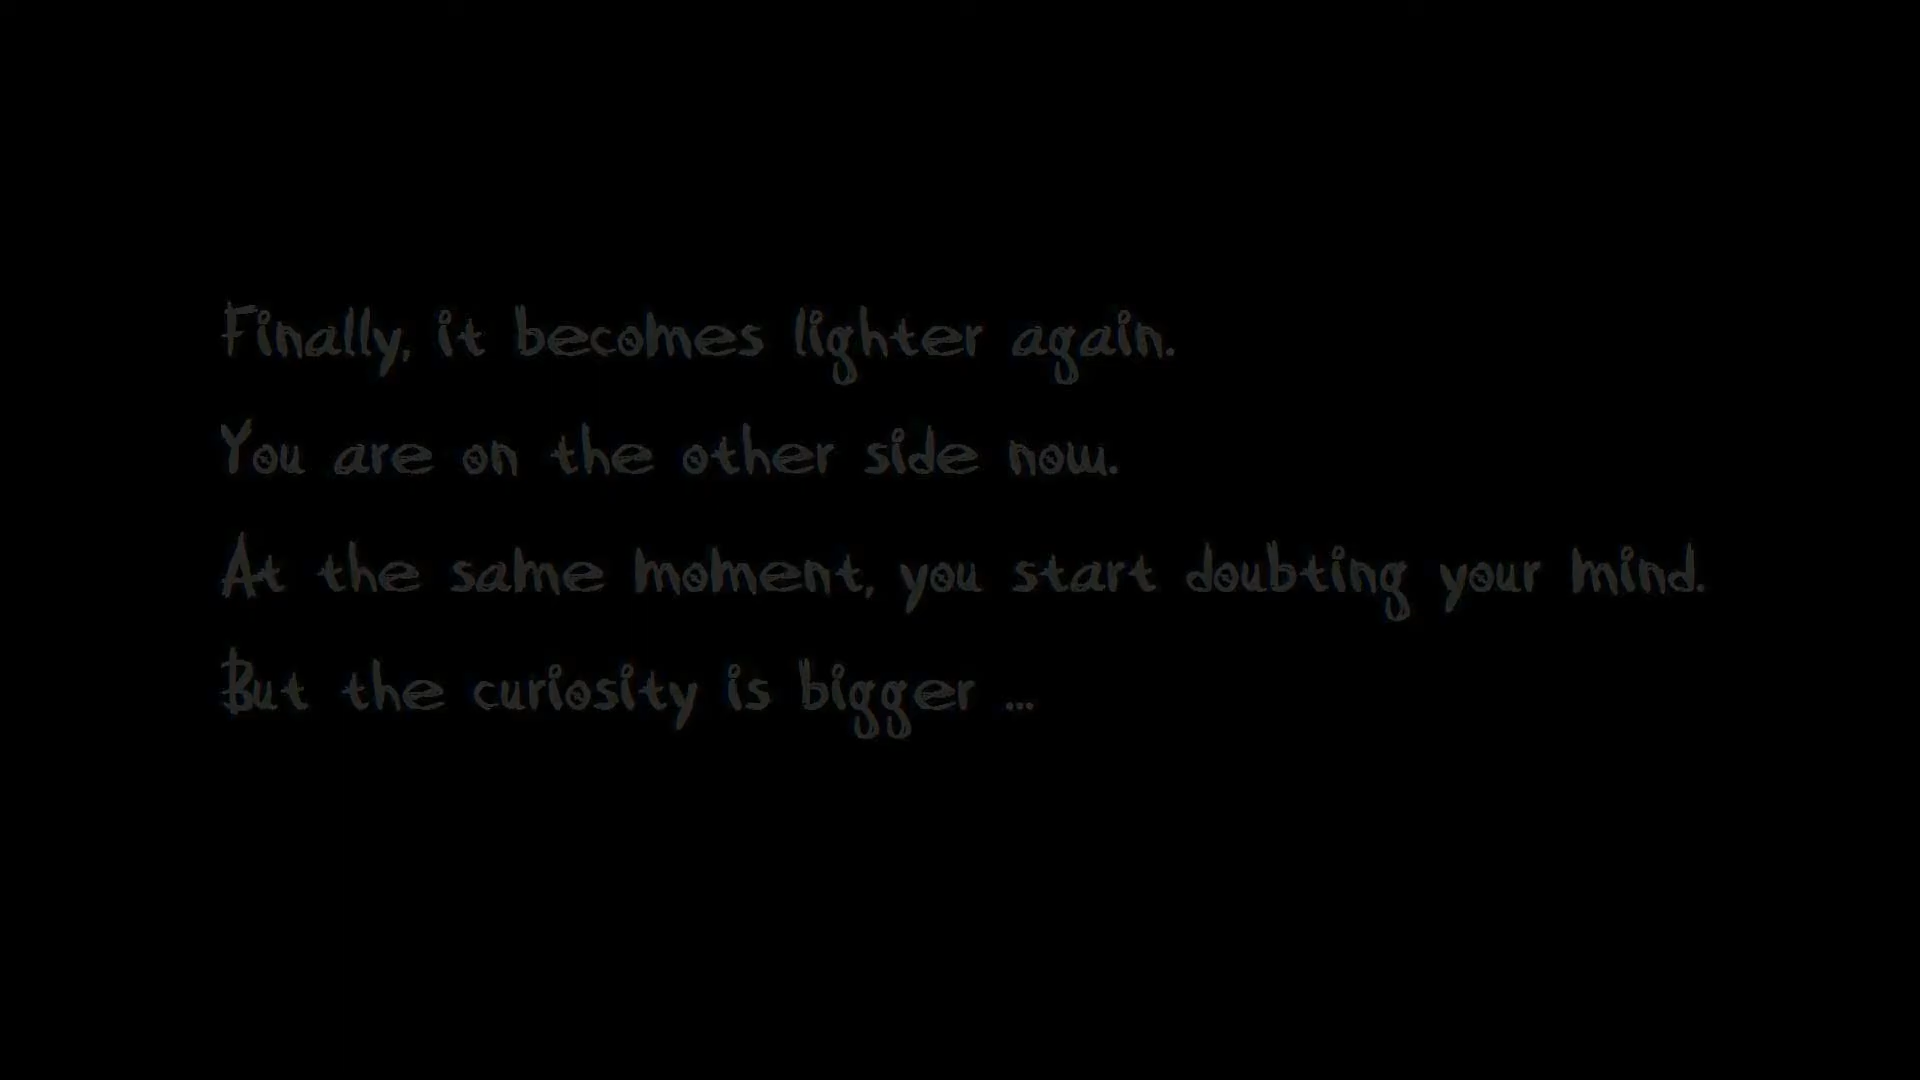 Finally, it becomes lighter again.
You are on the other side now.
At the same moment, you start doubting your mind.
But the curiosity is bigger ...